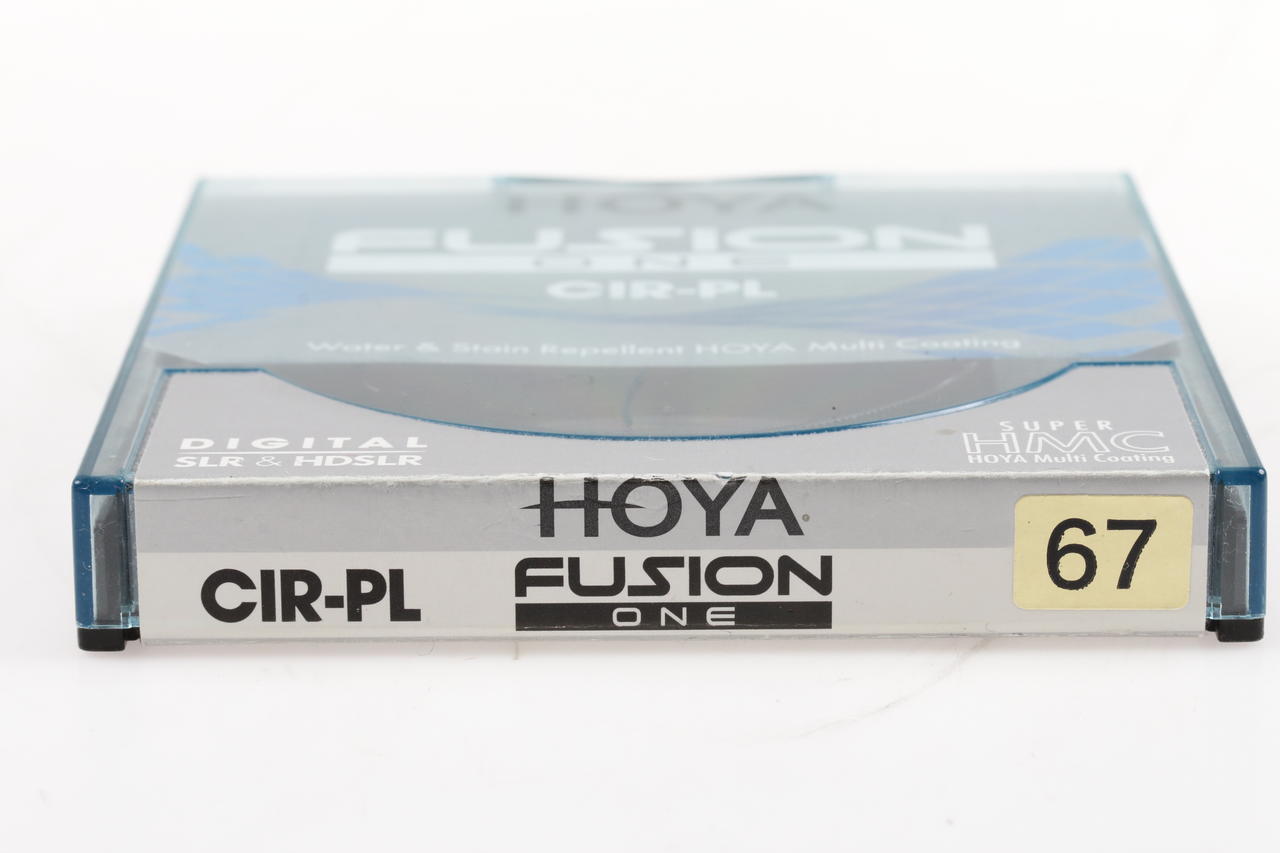 HOYA
FUSION
ONE
CIR-PL
Water & Stain Repellent HOYA Multi Coating
DIGITAL
SLR & HDSLR
SUPER
HMC
HOYA Multi Coating
HOYA
FUSION
ONE
CIR-PL
67